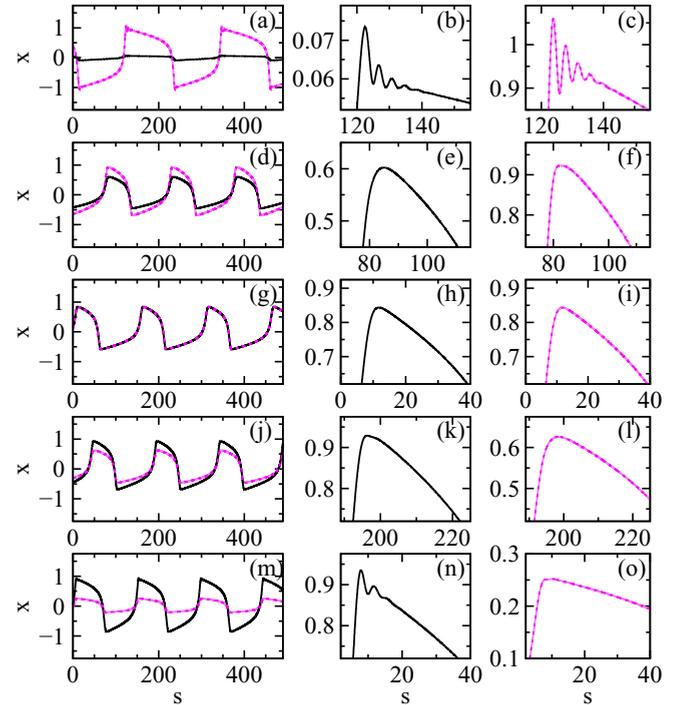 (a) (b) (c)
x 1 0 −1 0.07 0.06 1 0.9
0 200 400 120 140 120 140
(d) (e) (f)
x 1 0 −1 0.6 0.5 0.9 0.8
0 200 400 80 100 80 100
(g) (h) (i)
x 1 0 −1 0.9 0.8 0.7 0.9 0.8 0.7
0 200 400 0 20 40 0 20 40
(j) (k) (l)
x 1 0 −1 0.9 0.8 0.6 0.5
0 200 400 200 220 200 220
(m) (n) (o)
x 1 0 −1 0.9 0.8 0.3 0.2 0.1
0 200 400 20 40 20 40
s s s